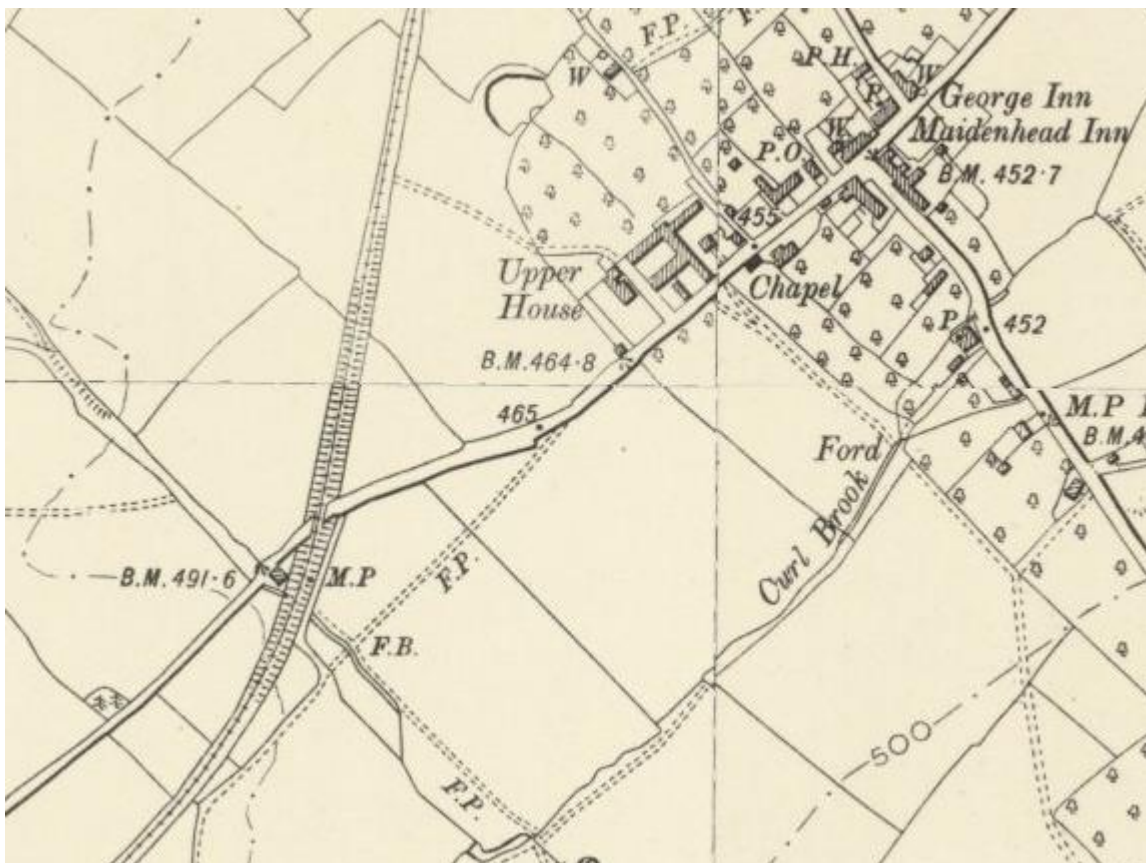 F.P.
F.
W
P.H.
W
P.
George Inn
W
Maidenhead Inn
P.O.
B.M. 452·7
455
Upper
House
Chapel
P.
452
B.M. 464·8
465
M.P
B.M. 4
Ford
Curl Brook
B.M. 491·6
M.P
F.P.
F.B.
500
F.P.